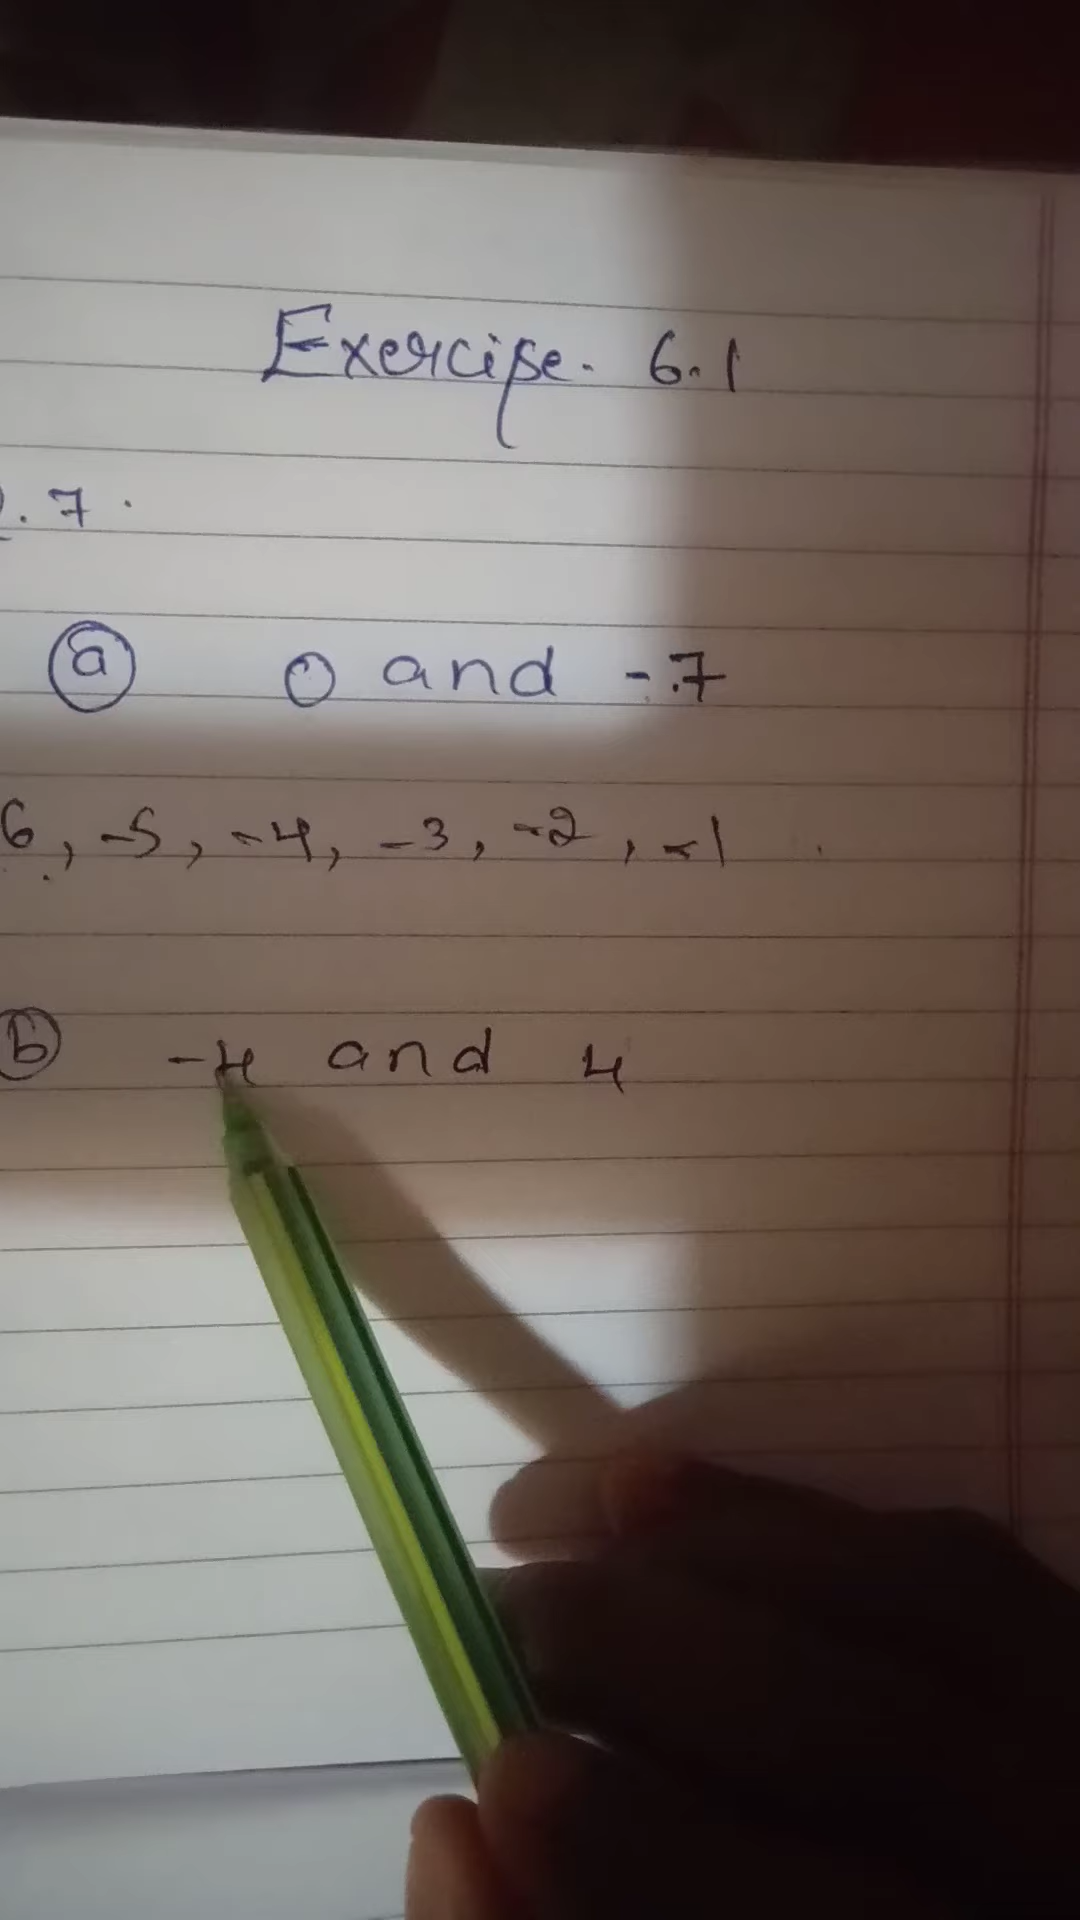 Exercise. 6.1
. 7.
(a) 0 and -7
6, -5, -4, -3, -2, -1
(b) -4 and 4